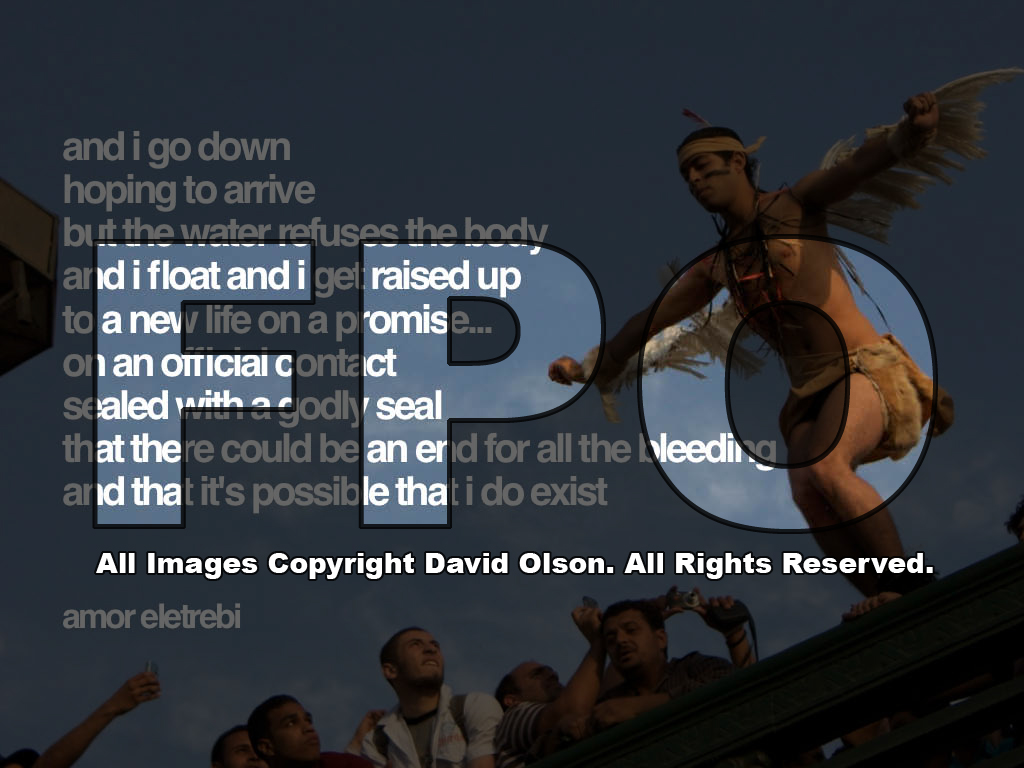 and i go down
hoping to arrive
but the water refuses the body
and i float and i get raised up
to a new life on a promise...
on an official contact
sealed with a godly seal
that there could be an end for all the bleeding
and that it's possible that i do exist
FPO
All Images Copyright David Olson. All Rights Reserved.
amor eletrebi